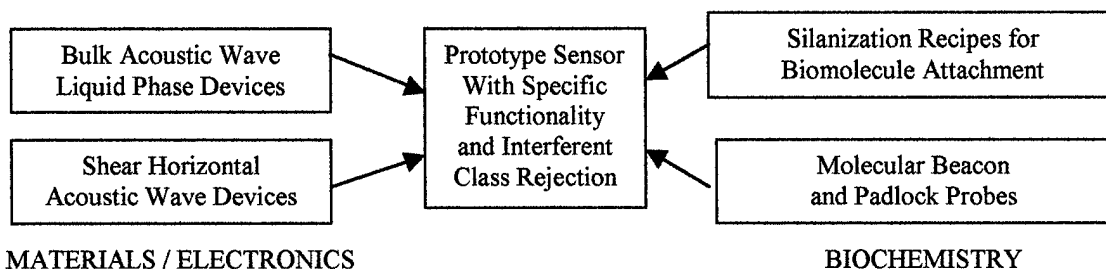 Bulk Acoustic Wave
Liquid Phase Devices
Shear Horizontal
Acoustic Wave Devices
MATERIALS / ELECTRONICS
Prototype Sensor
With Specific
Functionality
and Interferent
Class Rejection
Silanization Recipes for
Biomolecule Attachment
Molecular Beacon
and Padlock Probes
BIOCHEMISTRY